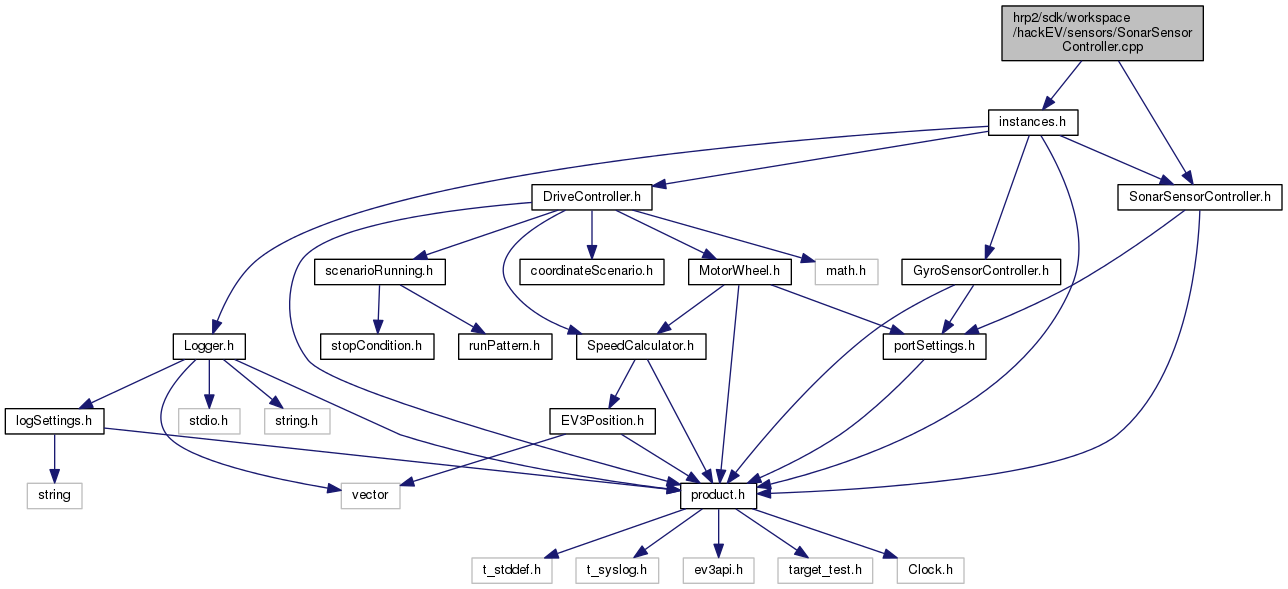 hrp2/sdk/workspace
/hackEV/sensors/SonarSensor
Controller.cpp
instances.h
DriveController.h
SonarSensorController.h
scenarioRunning.h
coordinateScenario.h
MotorWheel.h
math.h
GyroSensorController.h
Logger.h
stopCondition.h
runPattern.h
SpeedCalculator.h
portSettings.h
logSettings.h
stdio.h
string.h
EV3Position.h
string
vector
product.h
t_stddef.h
t_syslog.h
ev3api.h
target_test.h
Clock.h